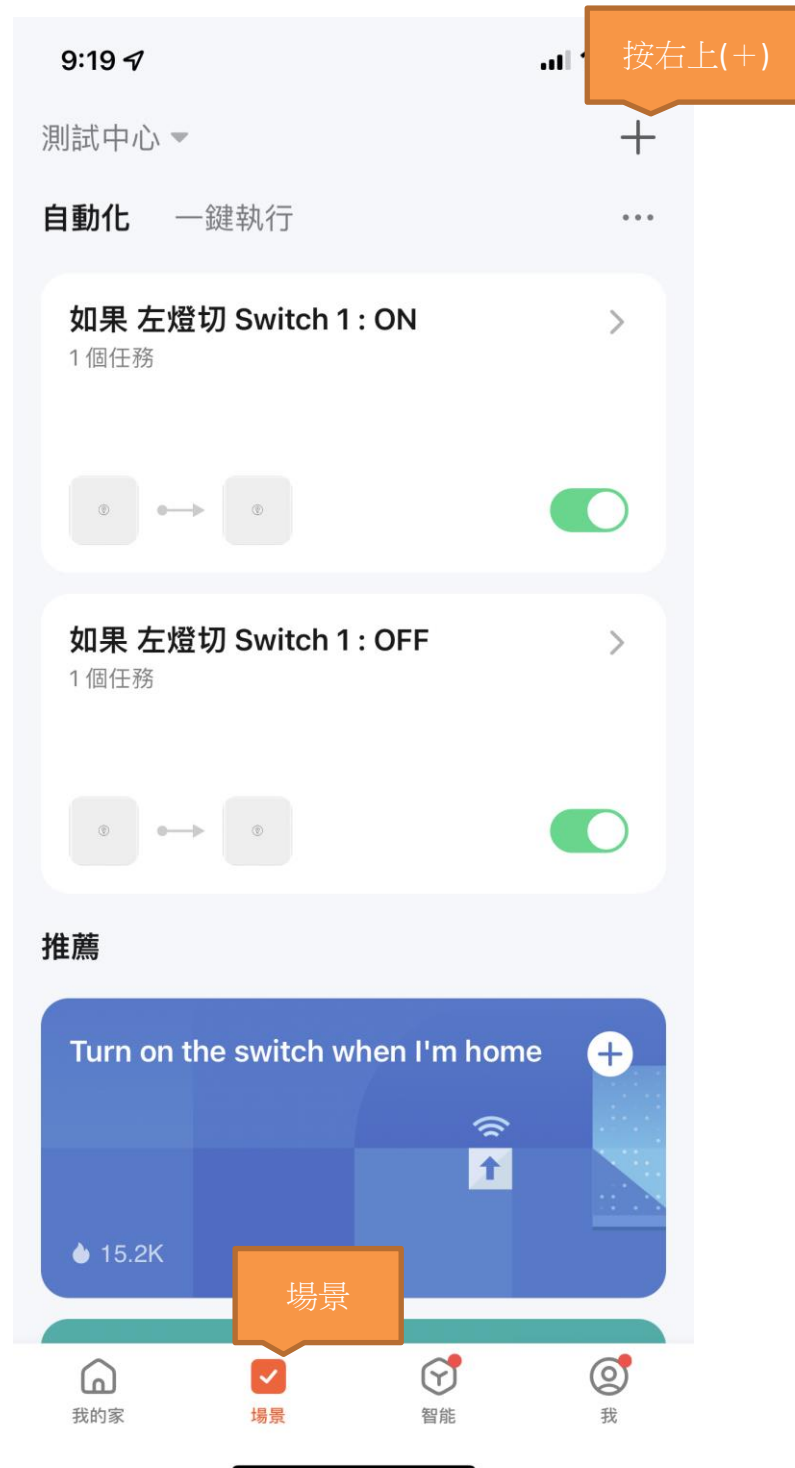 按右上(＋)
9:19
測試中心
自動化 一鍵執行
如果 左燈切 Switch 1 : ON
1 個任務
如果 左燈切 Switch 1 : OFF
1 個任務
推薦
Turn on the switch when I'm home
15.2K
場景
我的家 場景 智能 我